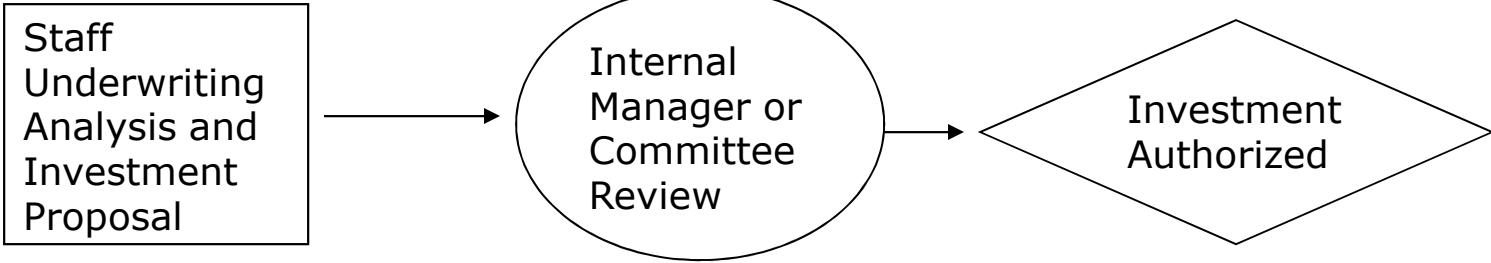 Staff
Underwriting
Analysis and
Investment
Proposal
Internal
Manager or
Committee
Review
Investment
Authorized